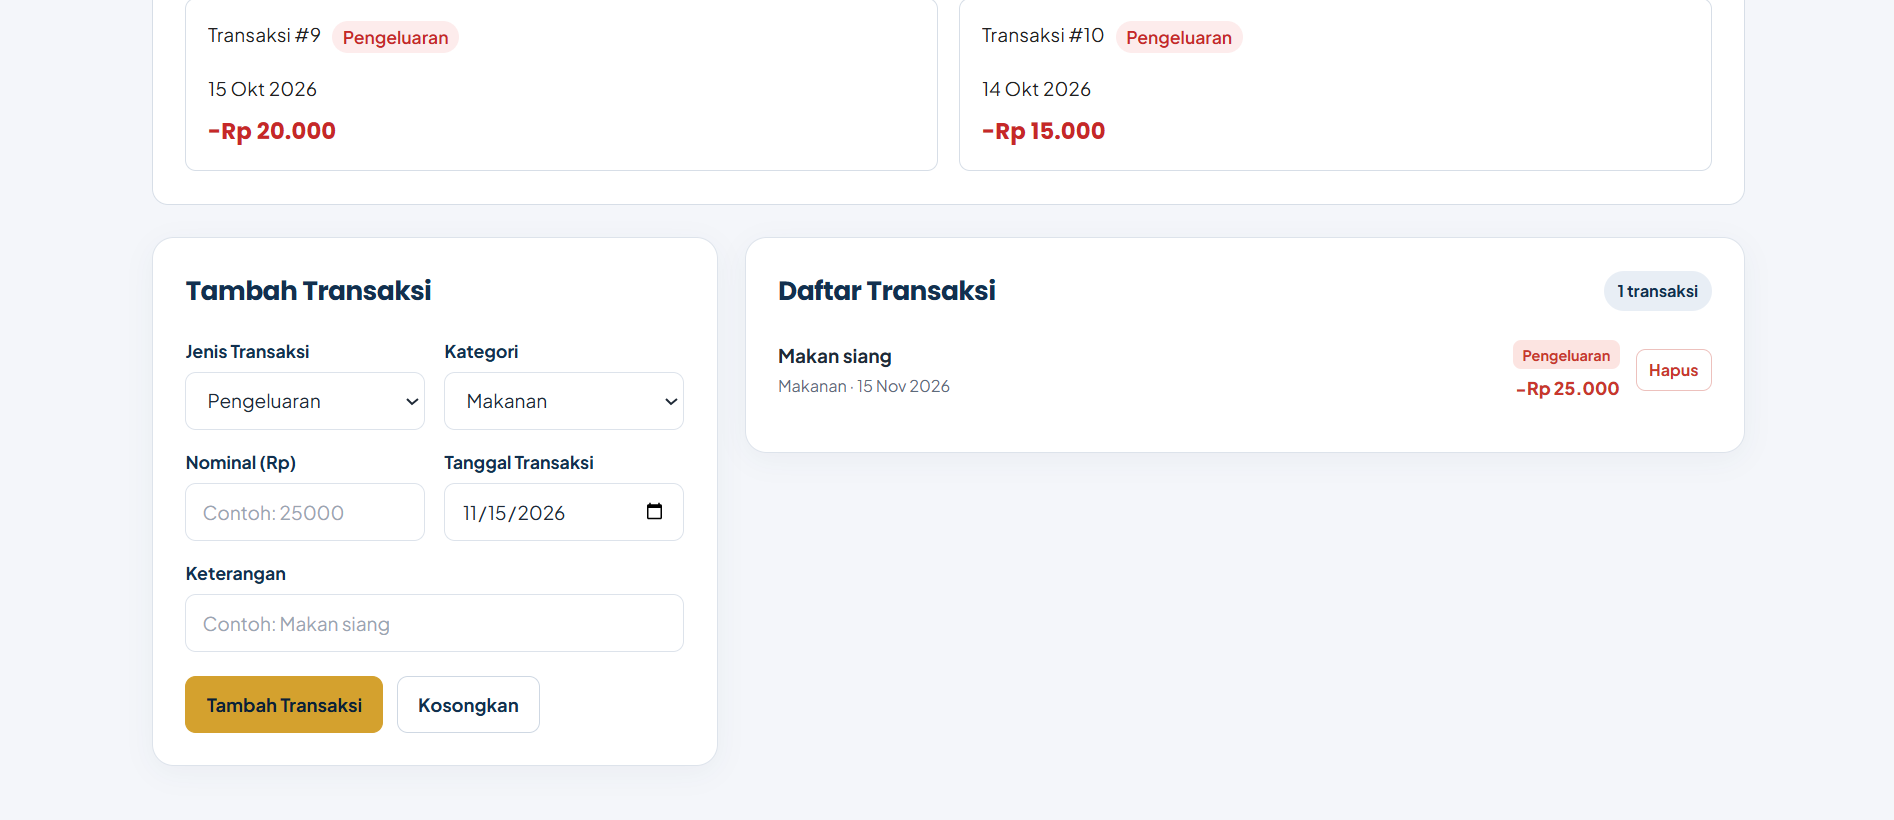 Transaksi #9 Pengeluaran
15 Okt 2026
-Rp 20.000
Transaksi #10 Pengeluaran
14 Okt 2026
-Rp 15.000
Tambah Transaksi
Jenis Transaksi
Pengeluaran
Kategori
Makanan
Nominal (Rp)
Contoh: 25000
Tanggal Transaksi
11/15/2026
Keterangan
Contoh: Makan siang
Tambah Transaksi
Kosongkan
Daftar Transaksi
1 transaksi
Makan siang
Makanan · 15 Nov 2026
Pengeluaran
-Rp 25.000
Hapus